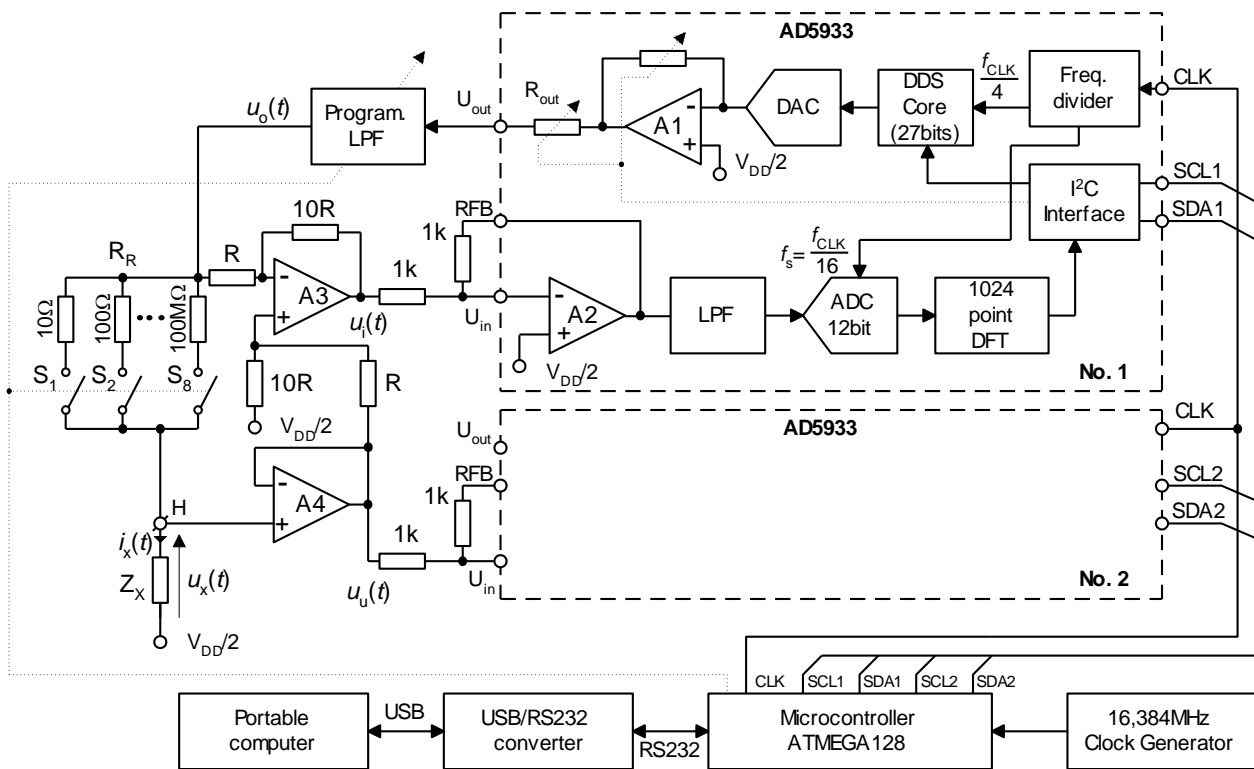 AD5933
CLK
Freq.
divider
fCLK
4
DDS
Core
(27bits)
DAC
A1
-
+
VDD/2
Rout
Uout
Program.
LPF
uo(t)
SCL1
SDA1
I2C
Interface
10R
RFB
1k
RR
R
-
+
A3
1k
ui(t)
Uin
-
+
A2
VDD/2
LPF
fs=
fCLK
16
ADC
12bit
1024
point
DFT
10Ω
100Ω
100MΩ
S1
S2
S8
10R
R
VDD/2
No. 1
AD5933
CLK
Uout
RFB
1k
SCL2
SDA2
-
+
A4
H
1k
ix(t)
ux(t)
ZX
uu(t)
Uin
VDD/2
No. 2
CLK
SCL1
SDA1
SCL2
SDA2
Portable
computer
USB
USB/RS232
converter
RS232
Microcontroller
ATMEGA128
16,384MHz
Clock Generator